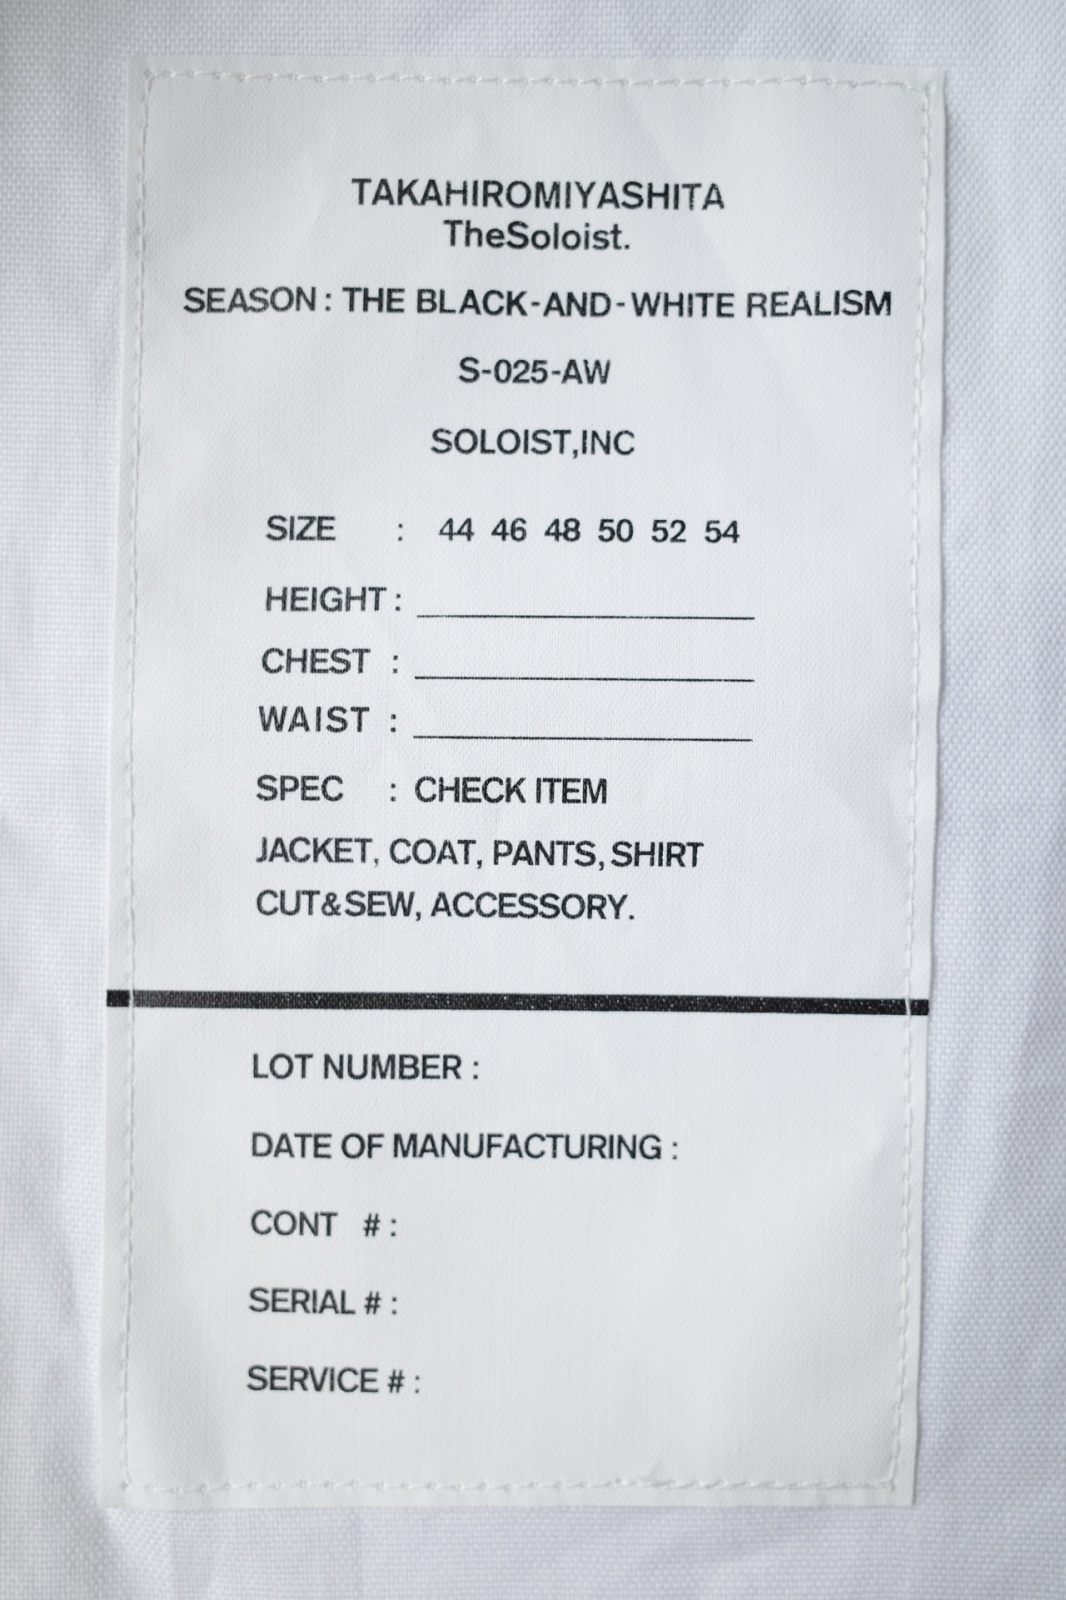 TAKAHIROMIYASHITA
TheSoloist.
SEASON : THE BLACK-AND-WHITE REALISM
S-025-AW
SOLOIST,INC
SIZE : 44 46 48 50 52 54
HEIGHT :
CHEST :
WAIST :
SPEC : CHECK ITEM
JACKET, COAT, PANTS, SHIRT
CUT&SEW, ACCESSORY.
LOT NUMBER :
DATE OF MANUFACTURING :
CONT # :
SERIAL # :
SERVICE # :